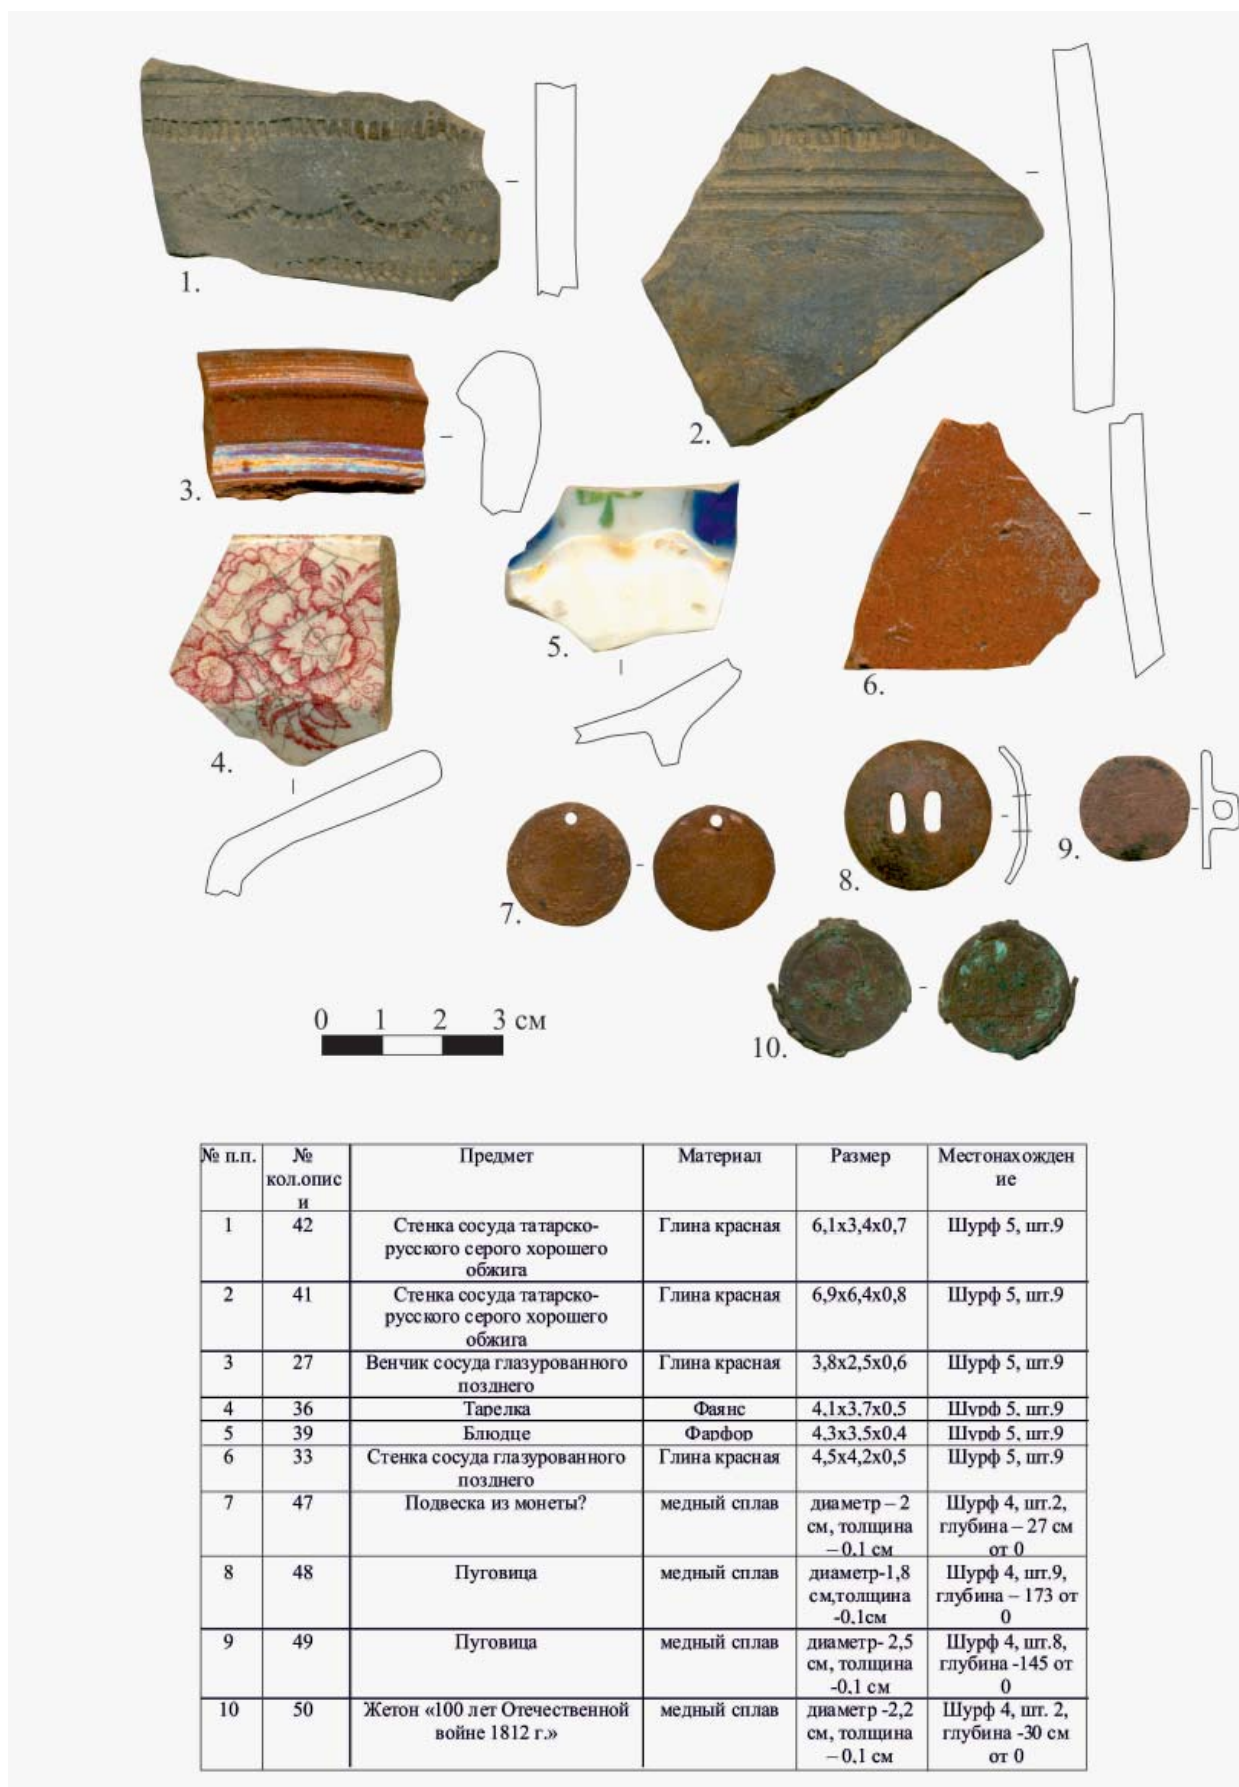 1.
2.
3.
4.
5.
6.
7.
8.
9.
10.
0 1 2 3 см
№ п.п. № кол.опис и Предмет Материал Размер Местонахожден ие
1 42 Стенка сосуда татарско- Глина красная 6,1х3,4х0,7 Шурф 5, шт.9
русского серого хорошего
обжига
2 41 Стенка сосуда татарско- Глина красная 6,9х6,4х0,8 Шурф 5, шт.9
русского серого хорошего
обжига
3 27 Венчик сосуда глазурованного Глина красная 3,8х2,5х0,6 Шурф 5, шт.9
позднего
4 36 Тарелка Фаянс 4,1х3,7х0,5 Шурф 5, шт.9
5 39 Блюдце Фарфор 4,3х3,5х0,4 Шурф 5, шт.9
6 33 Стенка сосуда глазурованного Глина красная 4,5х4,2х0,5 Шурф 5, шт.9
позднего
7 47 Подвеска из монеты? медный сплав диаметр – 2 Шурф 4, шт.2,
см, толщина глубина – 27 см
– 0,1 см от 0
8 48 Пуговица медный сплав диаметр-1,8 Шурф 4, шт.9,
см,толщина глубина – 173 от
-0,1см 0
9 49 Пуговица медный сплав диаметр- 2,5 Шурф 4, шт.8,
см, толщина глубина -145 от
-0,1 см 0
10 50 Жетон «100 лет Отечественной медный сплав диаметр -2,2 Шурф 4, шт. 2,
войне 1812 г.» см, толщина глубина -30 см
– 0,1 см от 0